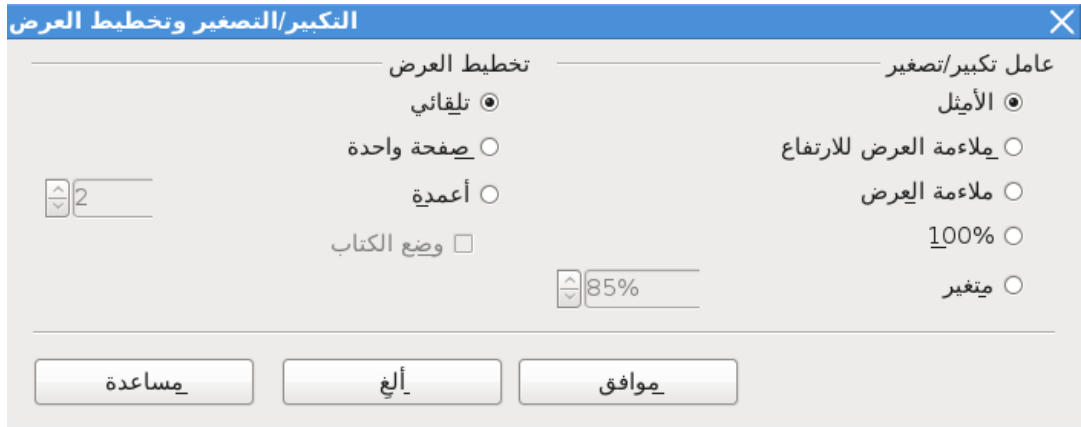 التكبير/التصغير وتخطيط العرض
عامل تكبير/تصغير
الأمثل
ملاءمة العرض للارتفاع
ملاءمة العرض
100%
متغير
85%
تخطيط العرض
تلقائي
صفحة واحدة
أعمدة
2
وضع الكتاب
موافق
ألغِ
مساعدة